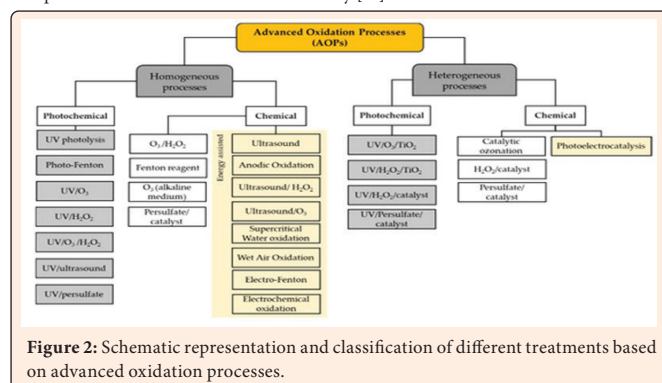 Advanced Oxidation Processes
(AOPs)
Homogeneous
processes
Heterogeneous
processes
Photochemical
Chemical
Photochemical
Chemical
UV photolysis
Photo-Fenton
UV/O₃
UV/H₂O₂
UV/O₃/H₂O₂
UV/ultrasound
UV/persulfate
O₃/H₂O₂
Fenton reagent
O₃ (alkaline
medium)
Persulfate/
catalyst
Energy assisted
Ultrasound
Anodic Oxidation
Ultrasound/ H₂O₂
Ultrasound/O₃
Supercritical
Water oxidation
Wet Air Oxidation
Electro-Fenton
Electrochemical
oxidation
UV/O₃/TiO₂
UV/H₂O₂/TiO₂
UV/H₂O₂/catalyst
UV/Persulfate/
catalyst
Catalytic
ozonation
H₂O₂/catalyst
Persulfate/
catalyst
Photoelectrocatalysis
Figure 2: Schematic representation and classification of different treatments based
on advanced oxidation processes.